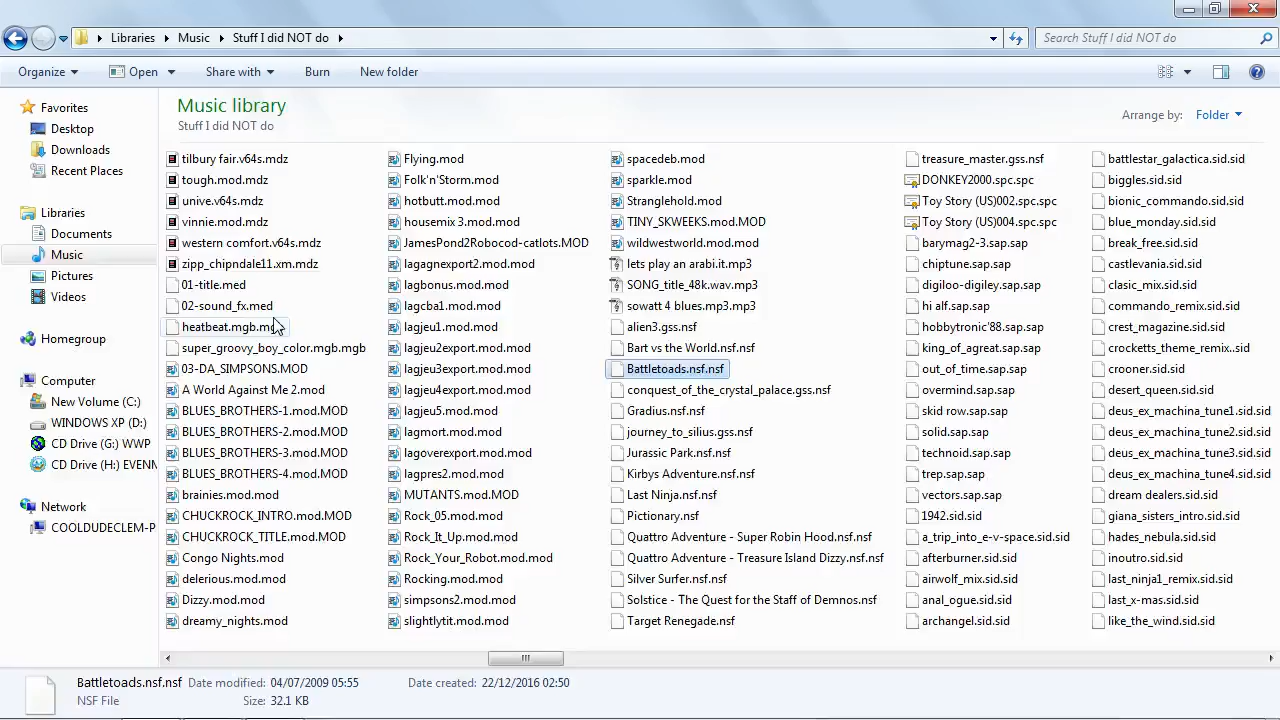 Libraries
Music
Stuff I did NOT do
Search Stuff I did NOT do
Organize
Open
Share with
Burn
New folder
Favorites
Desktop
Downloads
Recent Places
Libraries
Documents
Music
Pictures
Videos
Homegroup
Computer
New Volume (C:)
WINDOWS XP (D:)
CD Drive (G:) WWP
CD Drive (H:) EVENM
Network
COOLDUDECLEM-P
Music library
Stuff I did NOT do
Arrange by:
Folder
tilbury fair.v64s.mdz
tough.mod.mdz
unive.v64s.mdz
vinnie.mod.mdz
western comfort.v64s.mdz
zipp_chipndale11.xm.mdz
01-title.med
02-sound_fx.med
super_groovy_boy_color.mgb.mgb
03-DA_SIMPSONS.MOD
A World Against Me 2.mod
BLUES_BROTHERS-1.mod.MOD
BLUES_BROTHERS-2.mod.MOD
BLUES_BROTHERS-3.mod.MOD
BLUES_BROTHERS-4.mod.MOD
brainies.mod.mod
CHUCKROCK_INTRO.mod.MOD
CHUCKROCK_TITLE.mod.MOD
Congo Nights.mod
delerious.mod.mod
Dizzy.mod.mod
dreamy_nights.mod
Flying.mod
Folk'n'Storm.mod
hotbutt.mod.mod
housemix 3.mod.mod
JamesPond2Robocod-catlots.MOD
lagagnexport2.mod.mod
lagbonus.mod.mod
lagcba1.mod.mod
lagjeu1.mod.mod
lagjeu2export.mod.mod
lagjeu3export.mod.mod
lagjeu4export.mod.mod
lagjeu5.mod.mod
lagmort.mod.mod
lagoverexport.mod.mod
lagpres2.mod.mod
MUTANTS.mod.MOD
Rock_05.mod.mod
Rock_It_Up.mod.mod
Rock_Your_Robot.mod.mod
Rocking.mod.mod
simpsons2.mod.mod
slightlytit.mod.mod
spacedeb.mod.mod
sparkle.mod
Stranglehold.mod
TINY_SKWEEKS.mod.MOD
wildwestworld.mod.mod
lets play an arabi.it.mp3
SONG_title_48k.wav.mp3
sowatt 4 blues.mp3.mp3
alien3.gss.nsf
Bart vs the World.nsf.nsf
Battletoads.nsf.nsf
conquest_of_the_crystal_palace.gss.nsf
Gradius.nsf.nsf
journey_to_silius.gss.nsf
Jurassic Park.nsf.nsf
Kirbys Adventure.nsf.nsf
Last Ninja.nsf.nsf
Pictionary.nsf
Quattro Adventure - Super Robin Hood.nsf.nsf
Quattro Adventure - Treasure Island Dizzy.nsf.nsf
Silver Surfer.nsf.nsf
Solstice - The Quest for the Staff of Demnos.nsf
Target Renegade.nsf
treasure_master.gss.nsf
DONKEY2000.spc.spc
Toy Story (US)002.spc.spc
Toy Story (US)004.spc.spc
barymag2-3.sap.sap
chiptune.sap.sap
digiloo-digiley.sap.sap
hi alf.sap.sap
hobbytronic'88.sap.sap
king_of_agreat.sap.sap
out_of_time.sap.sap
overmind.sap.sap
skid row.sap.sap
solid.sap.sap
technoid.sap.sap
trep.sap.sap
vectors.sap.sap
1942.sid.sid
a_trip_into_e-v-space.sid.sid
afterburner.sid.sid
airwolf_mix.sid.sid
anal_ogue.sid.sid
archangel.sid.sid
battlestar_galactica.sid.sid
biggles.sid.sid
bionic_commando.sid.sid
blue_monday.sid.sid
break_free.sid.sid
castlevania.sid.sid
clasic_mix.sid.sid
commando_remix.sid.sid
crest_magazine.sid.sid
crocketts_theme_remix..sid
crooner.sid.sid
desert_queen.sid.sid
deus_ex_machina_tune1.sid.sid
deus_ex_machina_tune2.sid.sid
deus_ex_machina_tune3.sid.sid
deus_ex_machina_tune4.sid.sid
dream dealers.sid.sid
giana_sisters_intro.sid.sid
hades_nebula.sid.sid
inoutro.sid.sid
last_ninja1_remix.sid.sid
last_x-mas.sid.sid
like_the_wind.sid.sid
Battletoads.nsf.nsf Date modified: 04/07/2009 05:55 Date created: 22/12/2016 02:50
NSF File Size: 32.1 KB